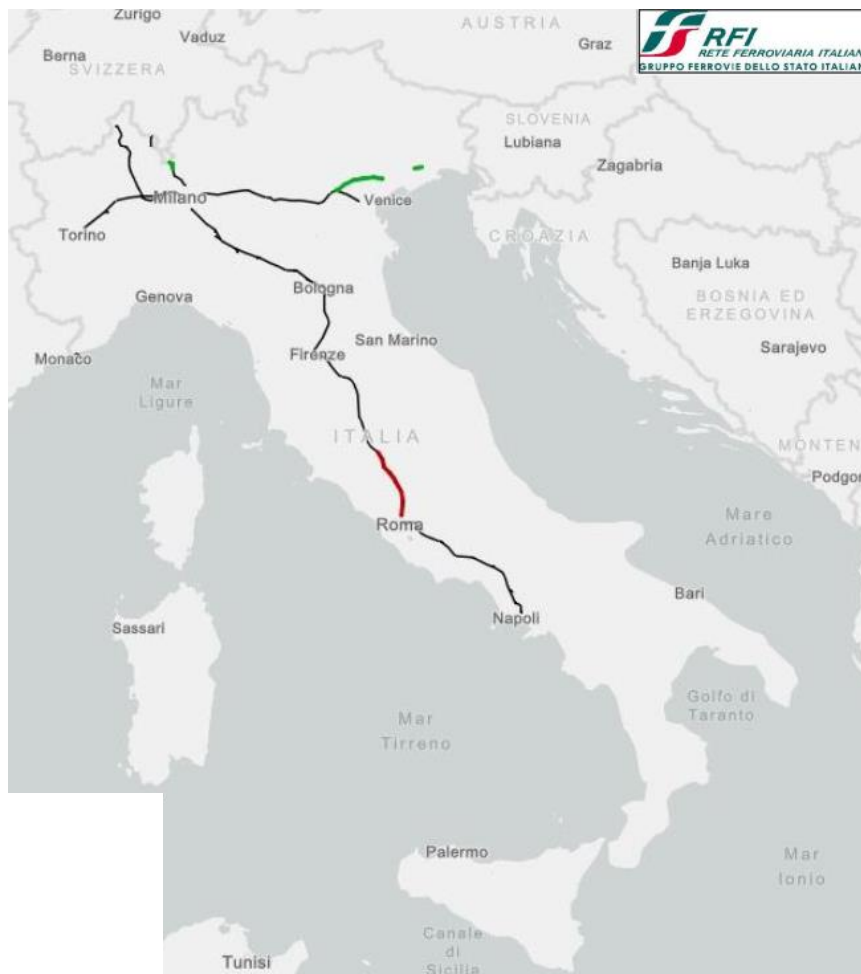 Zurigo
AUSTRIA
RFI
RETE FERROVIARIA ITALIAN
GRUPPO FERROVIE DELLO STATO ITALIAN
Vaduz
Graz
Berna
SVIZZERA
SLOVENIA
Lubiana
Zagabria
Milano
Venice
Torino
CROAZIA
Banja Luka
Bologna
Genova
BOSNIA ED
ERZEGOVINA
San Marino
Sarajevo
Monaco
Firenze
Mar
Ligure
ITALIA
MONTEN
Podgor
Mare
Adriatico
Roma
Bari
Napoli
Sassari
Golfo di
Taranto
Mar
Tirreno
Palermo
Mar
Ionio
Canale
di
Sicilia
Tunisi